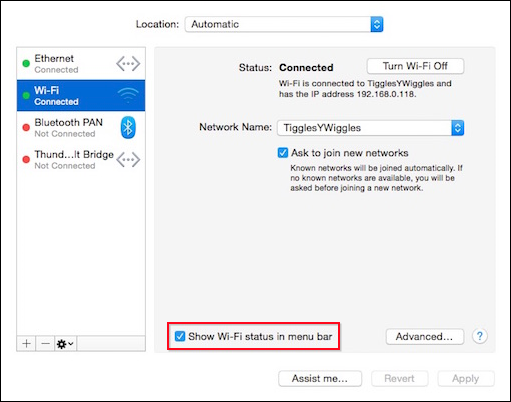 Location: Automatic
Ethernet
Connected
Wi-Fi
Connected
Bluetooth PAN
Not Connected
Thund...lt Bridge
Not Connected
+ −
Status: Connected
Turn Wi-Fi Off
Wi-Fi is connected to TigglesYWiggles and
has the IP address 192.168.0.118.
Network Name: TigglesYWiggles
Ask to join new networks
Known networks will be joined automatically. If
no known networks are available, you will be
asked before joining a new network.
Show Wi-Fi status in menu bar
Advanced...
?
Assist me...
Revert
Apply